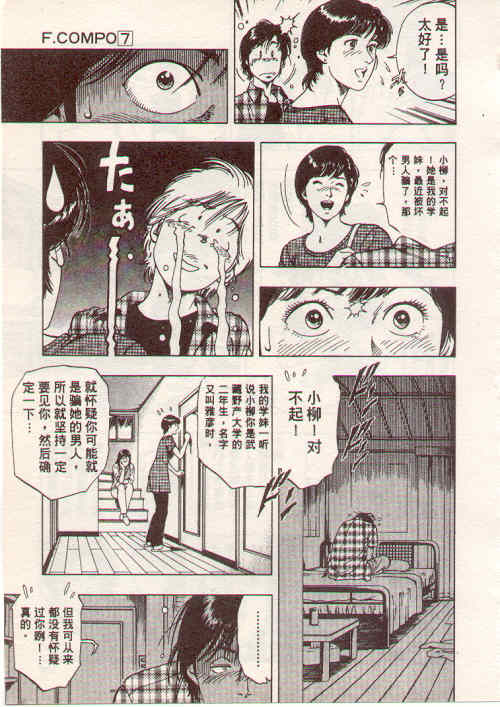 F.COMPO 7
是…是吗？
太好了！
小柳，对不起
！她是我的学
妹，最近被坏
男人骗了，那
个…
たぁ〜
小柳！对
不起！
我的学妹一听
说小柳你是武
藏野产大学的
二年生，名字
又叫雅彦时，
就怀疑你可能就
是骗她的男人，
所以就坚持一定
要见你，然后确
定一下…
………
但我可从来
都没有怀疑
过你咧！…
真的。